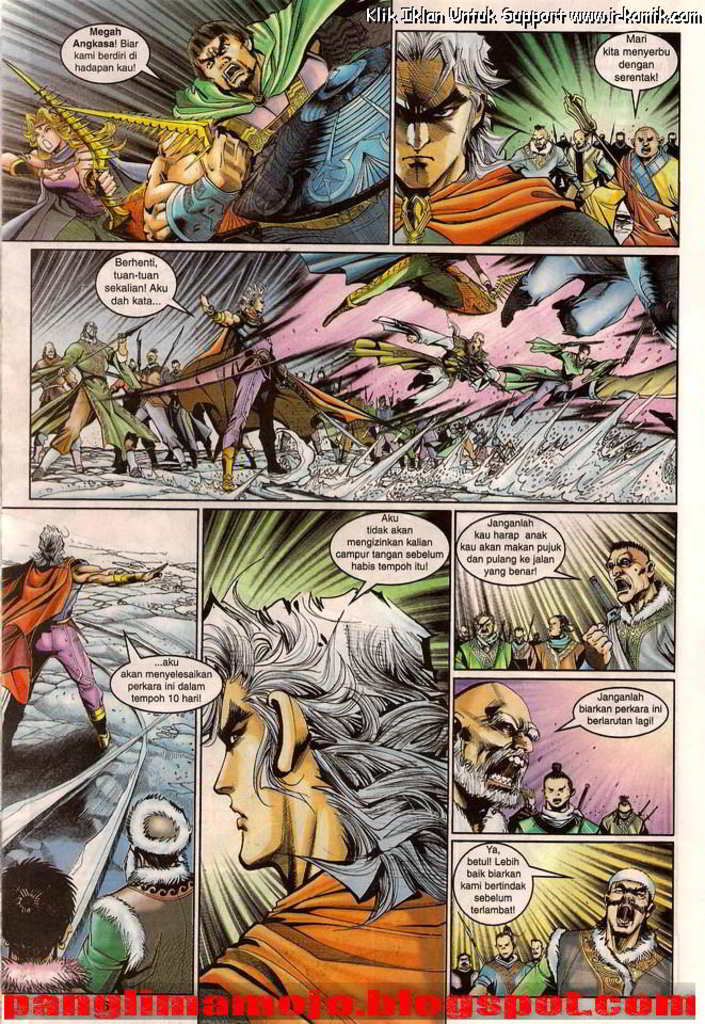 Klik Iklan Untuk Support www.ir-komik.com
Megah
Angkasa! Biar
kami berdiri di
hadapan kau!
Mari
kita menyerbu
dengan
serentak!
Berhenti,
tuan-tuan
sekalian! Aku
dah kata...
...aku
akan menyelesaikan
perkara ini dalam
tempoh 10 hari!
Aku
tidak akan
mengizinkan kalian
campur tangan sebelum
habis tempoh itu!
Janganlah
kau harap anak
kau akan makan pujuk
dan pulang ke jalan
yang benar!
Janganlah
biarkan perkara ini
berlarutan lagi!
Ya,
betul! Lebih
baik biarkan
kami bertindak
sebelum
terlambat!
panglimamojo.blogspot.com